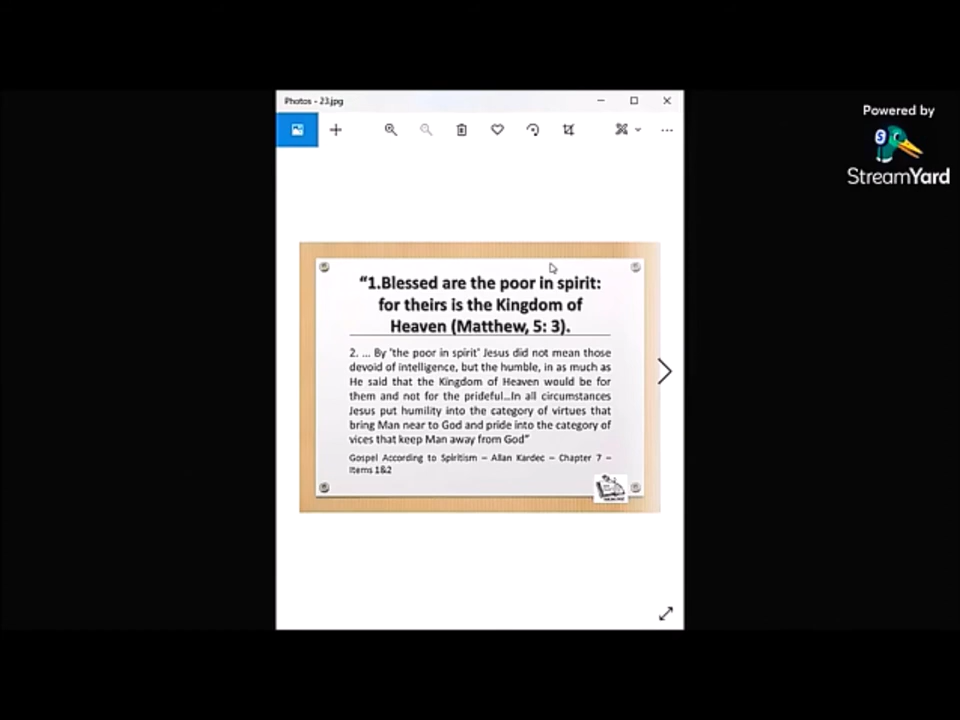 Photos - 23.jpg
Powered by
StreamYard
“1.Blessed are the poor in spirit:
for theirs is the Kingdom of
Heaven (Matthew, 5: 3).
2. ... By 'the poor in spirit' Jesus did not mean those
devoid of intelligence, but the humble, in as much as
He said that the Kingdom of Heaven would be for
them and not for the prideful...In all circumstances
Jesus put humility into the category of virtues that
bring Man near to God and pride into the category of
vices that keep Man away from God”
Gospel According to Spiritism – Allan Kardec – Chapter 7 –
Items 1&2